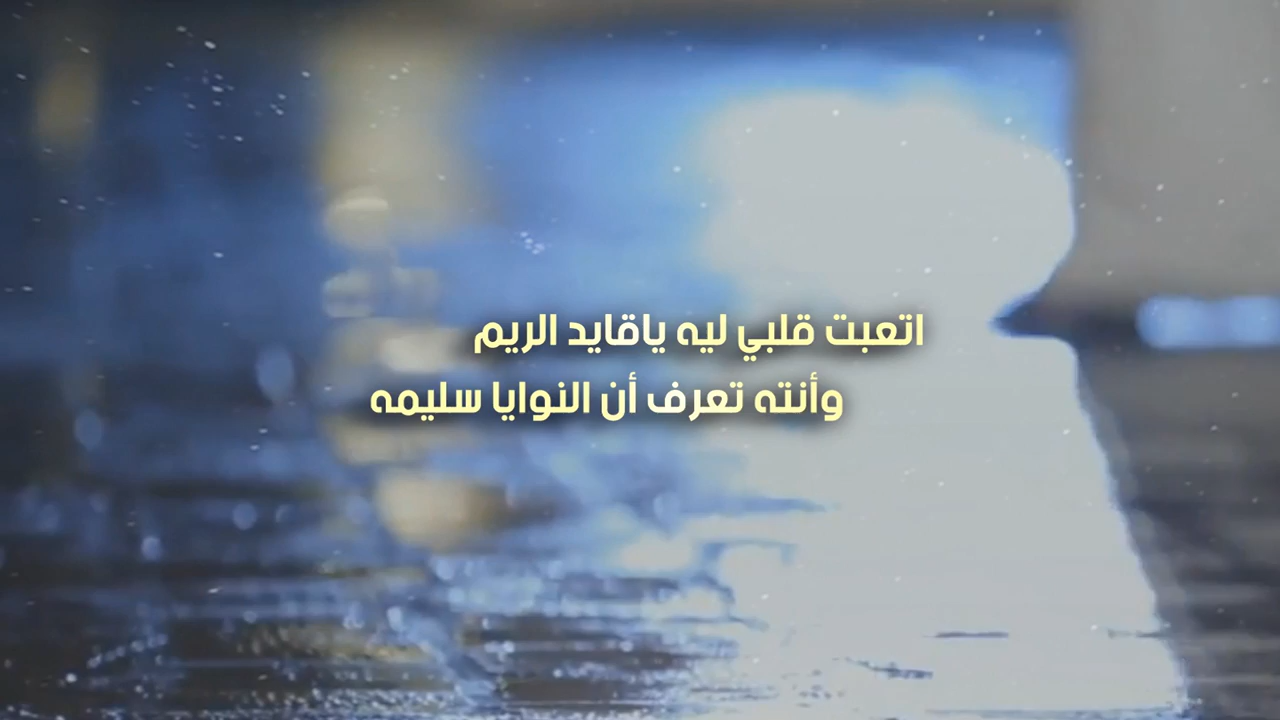 اتعبت قلبي ليه ياقايد الريم
وأنته تعرف أن النوايا سليمه